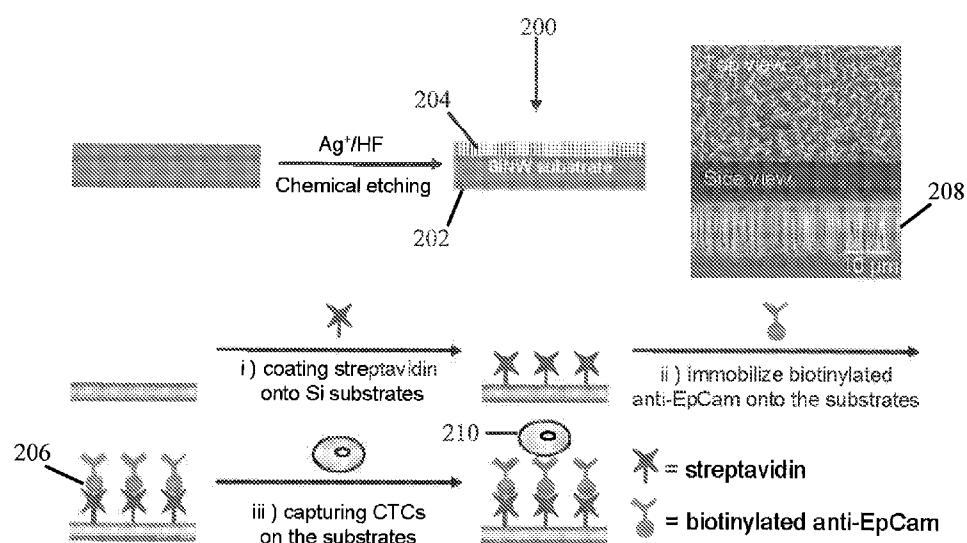 200
204
Ag⁺/HF
Chemical etching
SiNW substrate
202
Top view
Side view
208
10 μm
i ) coating streptavidin
onto Si substrates
ii ) immobilize biotinylated
anti-EpCam onto the substrates
206
210
iii ) capturing CTCs
on the substrates
= streptavidin
= biotinylated anti-EpCam